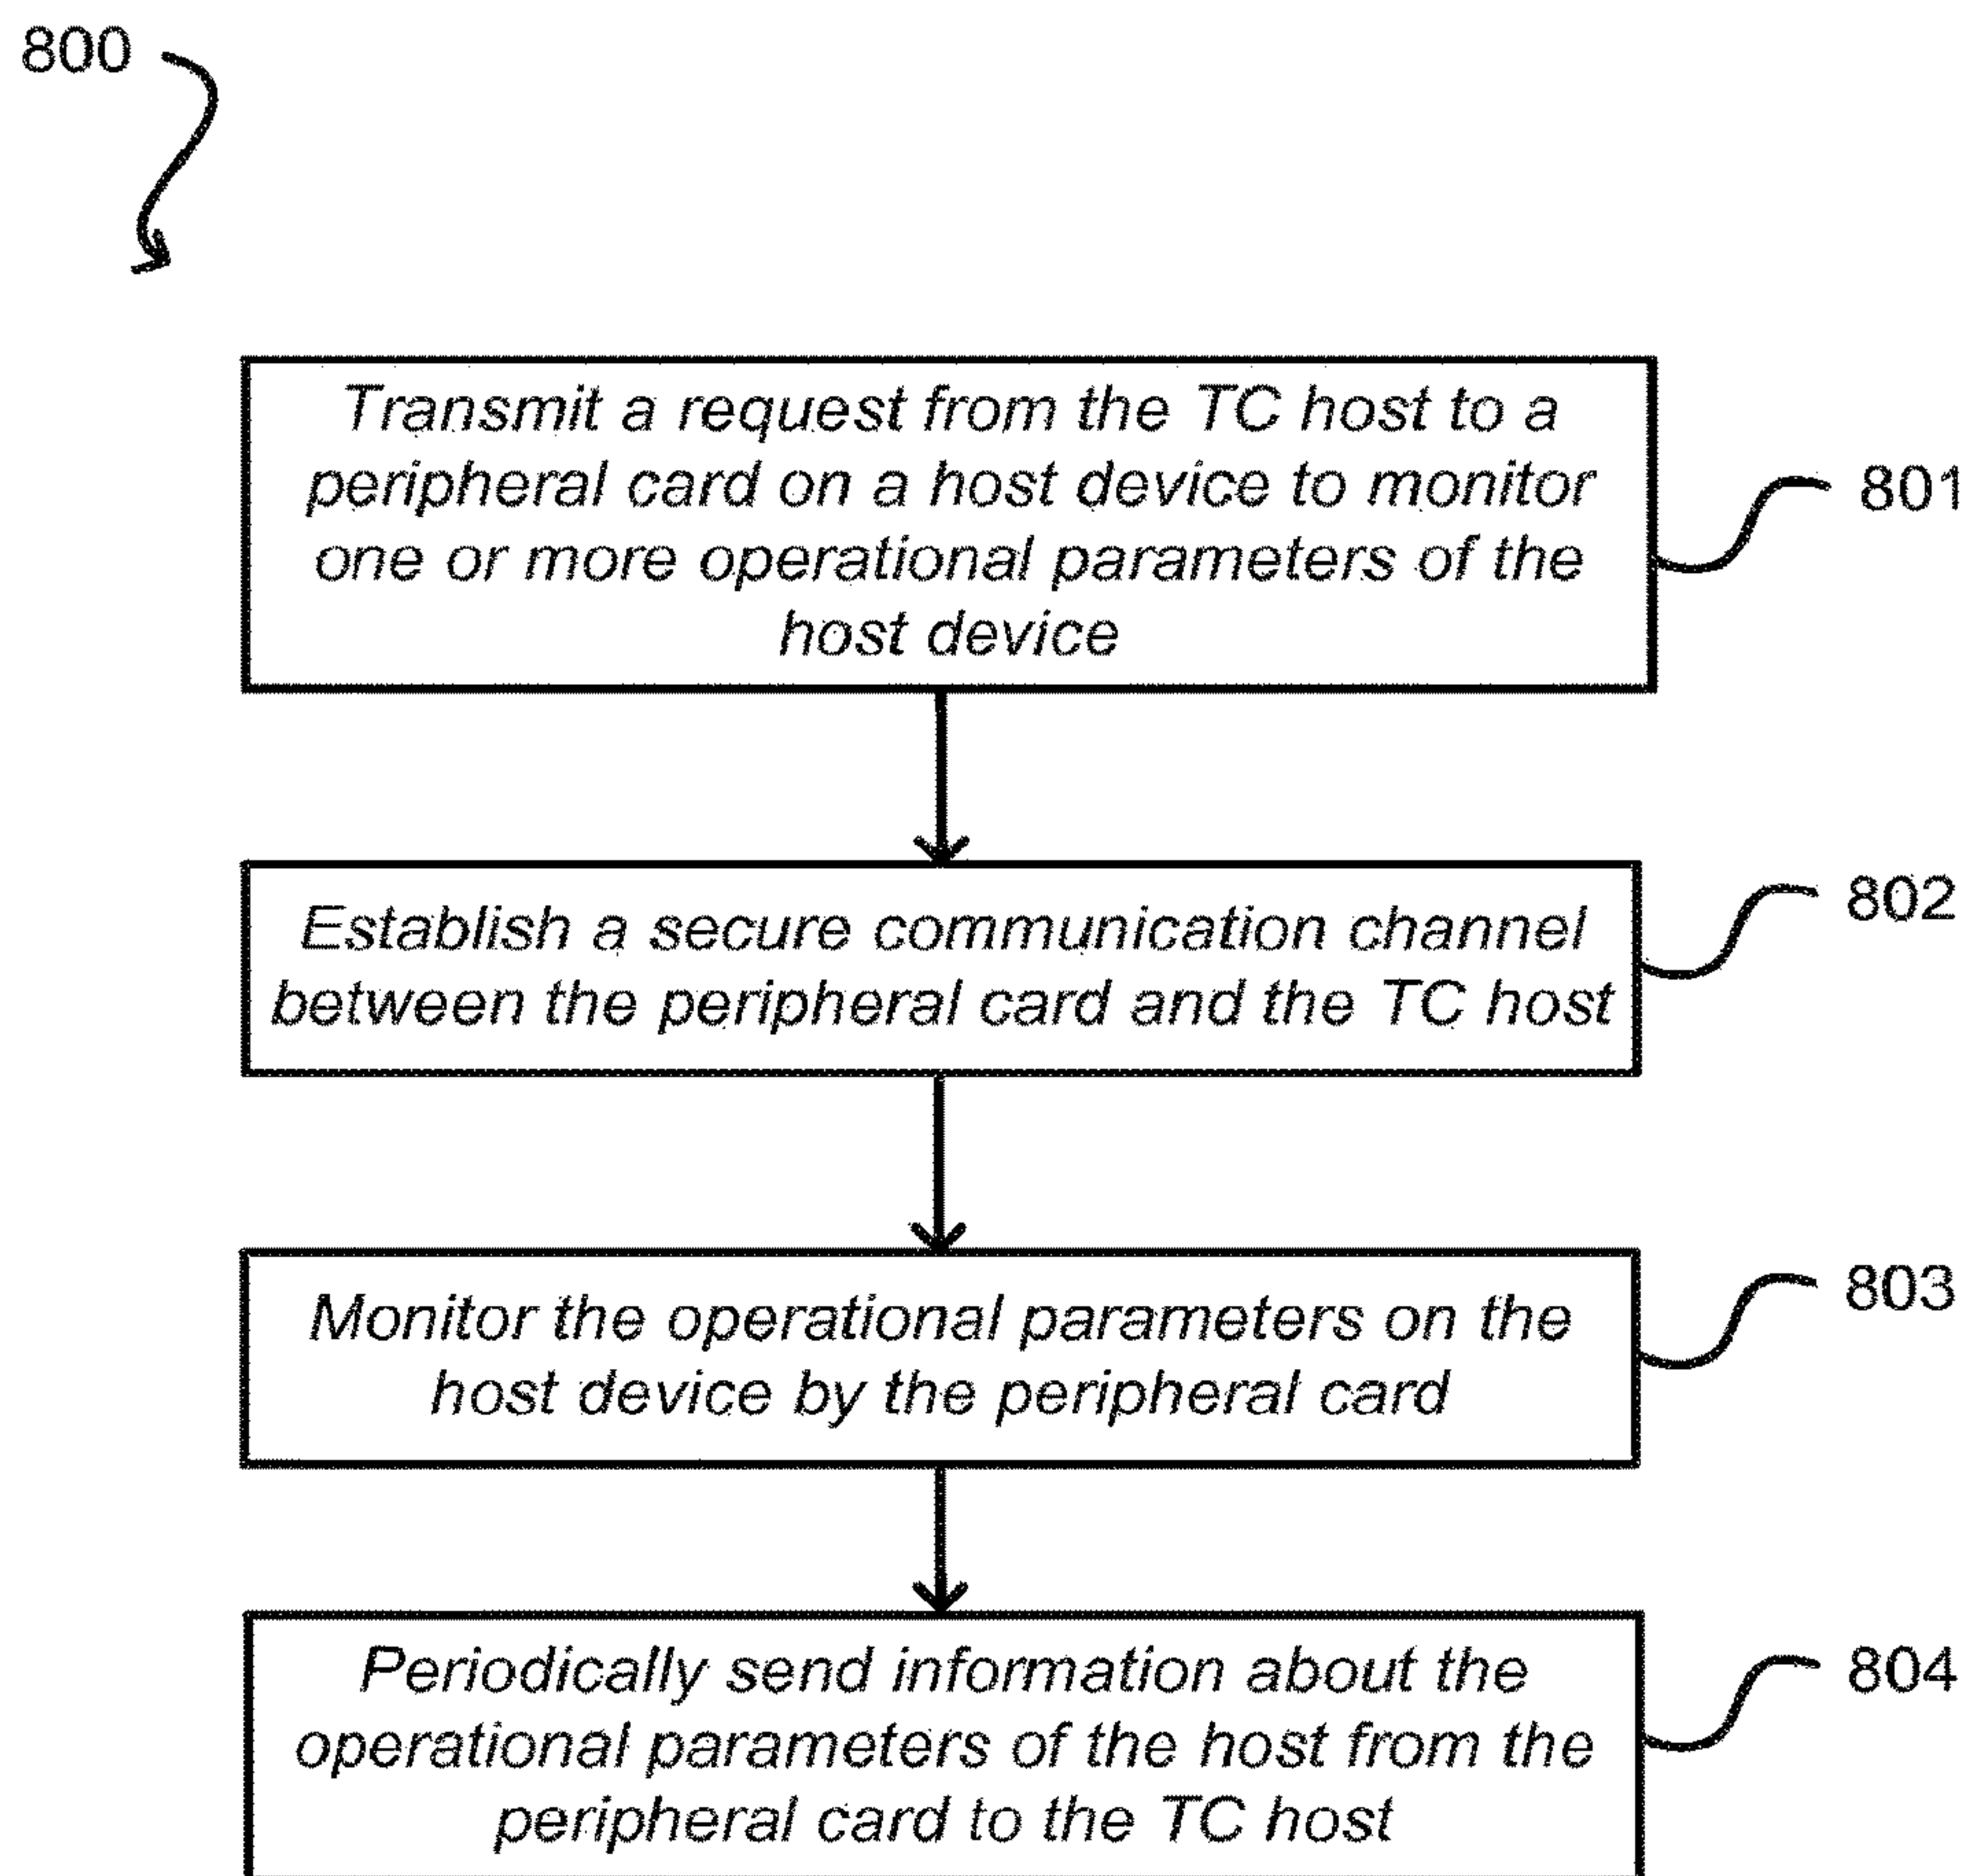 800
Transmit a request from the TC host to a
peripheral card on a host device to monitor
one or more operational parameters of the
host device
801
Establish a secure communication channel
between the peripheral card and the TC host
802
Monitor the operational parameters on the
host device by the peripheral card
803
Periodically send information about the
operational parameters of the host from the
peripheral card to the TC host
804